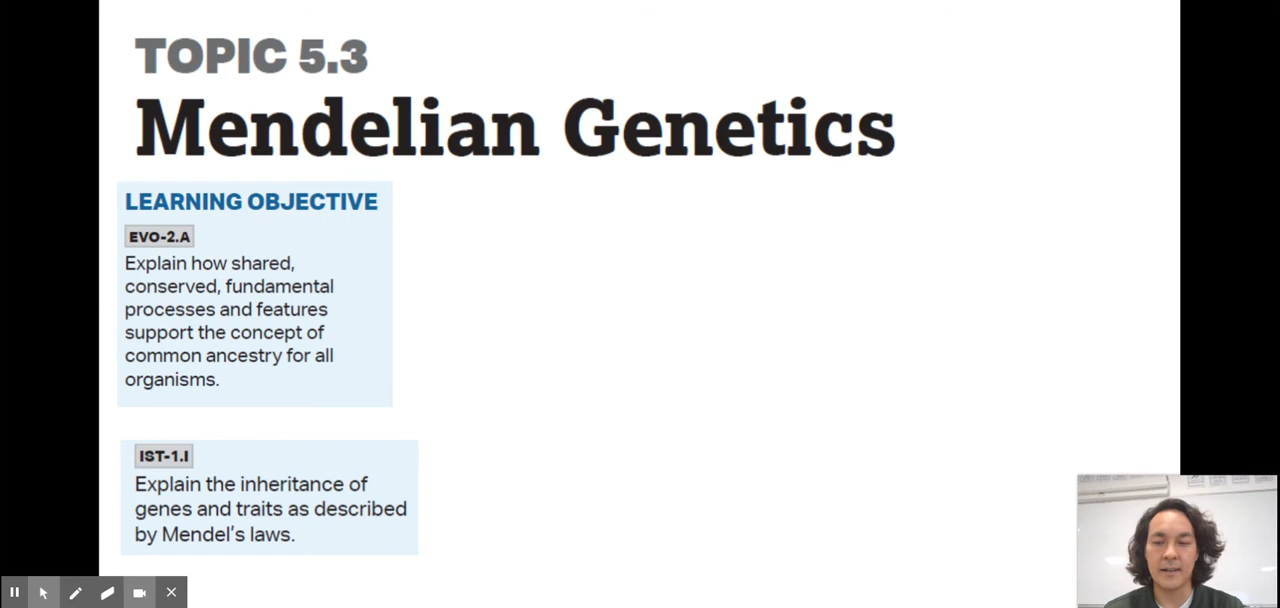 TOPIC 5.3
Mendelian Genetics
LEARNING OBJECTIVE
EVO-2.A
Explain how shared,
conserved, fundamental
processes and features
support the concept of
common ancestry for all
organisms.
IST-1.I
Explain the inheritance of
genes and traits as described
by Mendel's laws.